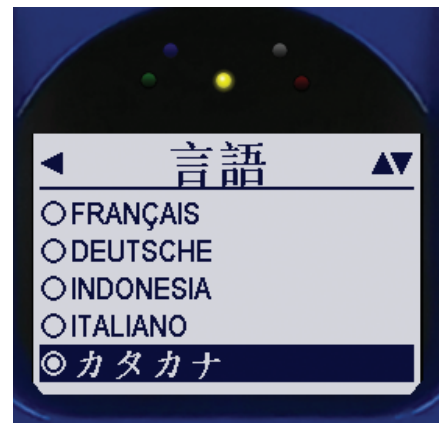 言語
FRANÇAIS
DEUTSCHE
INDONESIA
ITALIANO
カタカナ